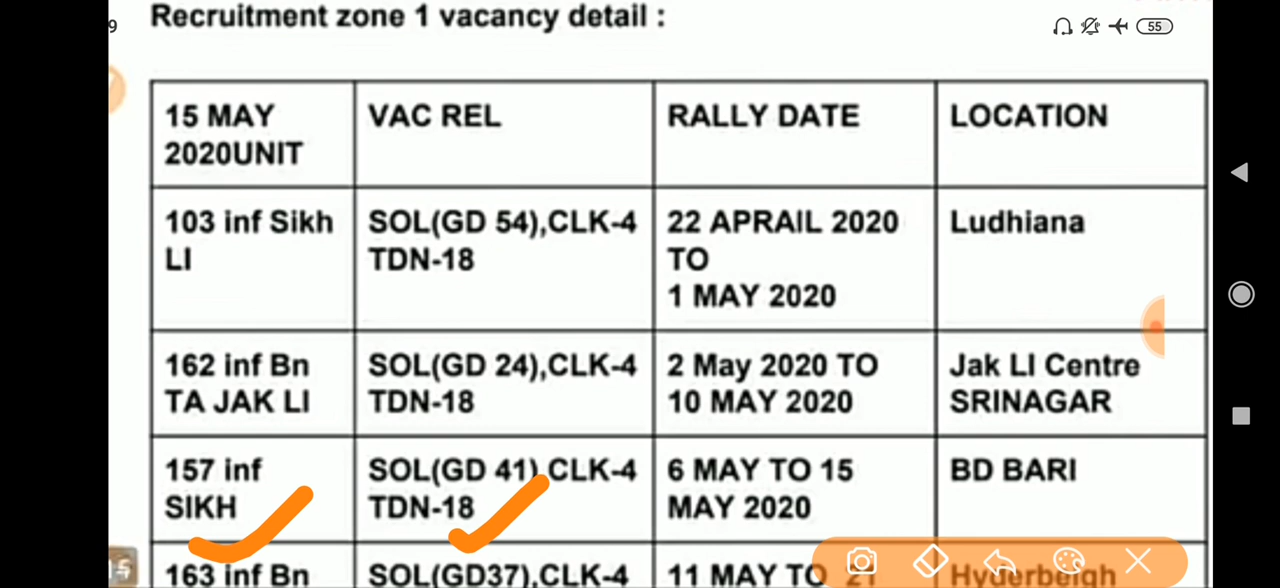 9
Recruitment zone 1 vacancy detail :
55
15 MAY
2020UNIT
VAC REL
RALLY DATE
LOCATION
103 inf Sikh
LI
SOL(GD 54),CLK-4
TDN-18
22 APRAIL 2020
TO
1 MAY 2020
Ludhiana
162 inf Bn
TA JAK LI
SOL(GD 24),CLK-4
TDN-18
2 May 2020 TO
10 MAY 2020
Jak LI Centre
SRINAGAR
157 inf
SIKH
SOL(GD 41),CLK-4
TDN-18
6 MAY TO 15
MAY 2020
BD BARI
163 inf Bn
SOL(GD37),CLK-4
11 MAY TO 21